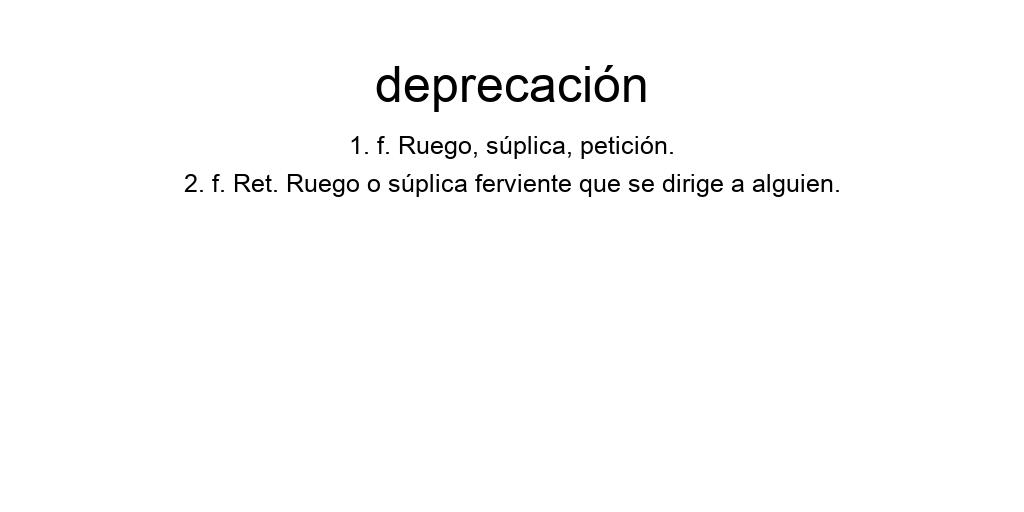 deprecación
1. f. Ruego, súplica, petición.
2. f. Ret. Ruego o súplica ferviente que se dirige a alguien.